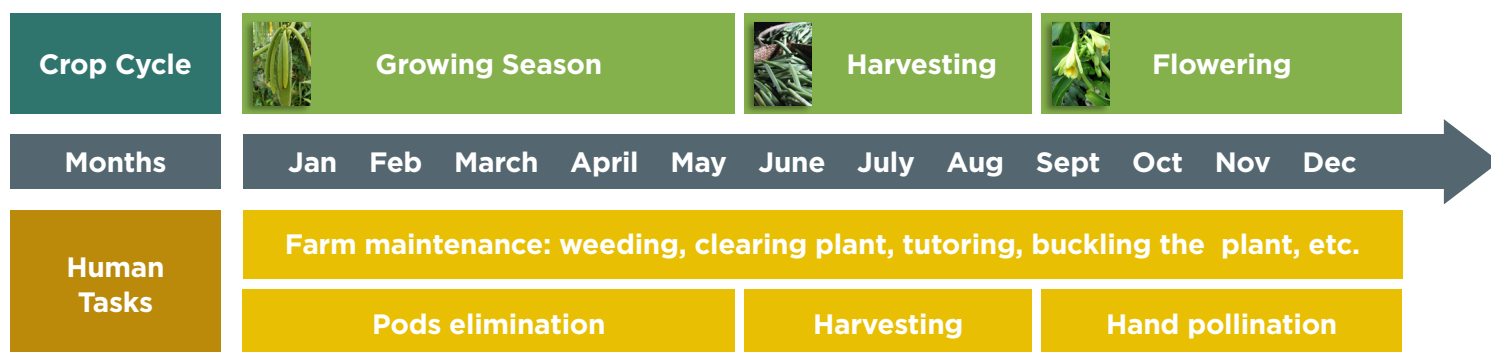 Crop Cycle
Growing Season
Harvesting
Flowering
Months
Jan Feb March April May June July Aug Sept Oct Nov Dec
Human
Tasks
Farm maintenance: weeding, clearing plant, tutoring, buckling the plant, etc.
Pods elimination
Harvesting
Hand pollination